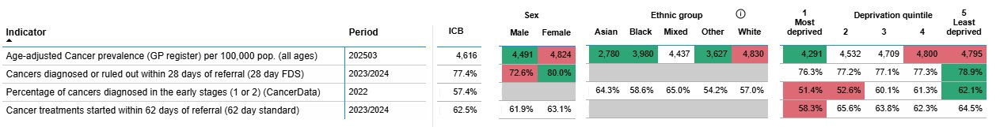 Sex Ethnic group ⓘ 1 Most deprived Deprivation quintile 5 Least deprived
Indicator Period ICB Male Female Asian Black Mixed Other White 2 3 4
Age-adjusted Cancer prevalence (GP register) per 100,000 pop. (all ages) 202503 4,616 4,491 4,824 2,780 3,980 4,437 3,627 4,830 4,291 4,532 4,709 4,800 4,795
Cancers diagnosed or ruled out within 28 days of referral (28 day FDS) 2023/2024 77.4% 72.6% 80.0% 76.3% 77.2% 77.1% 77.3% 78.9%
Percentage of cancers diagnosed in the early stages (1 or 2) (CancerData) 2022 57.4% 64.3% 58.6% 65.0% 54.2% 57.0% 51.4% 52.6% 60.1% 61.3% 62.1%
Cancer treatments started within 62 days of referral (62 day standard) 2023/2024 62.5% 61.9% 63.1% 58.3% 65.6% 63.8% 62.3% 64.5%